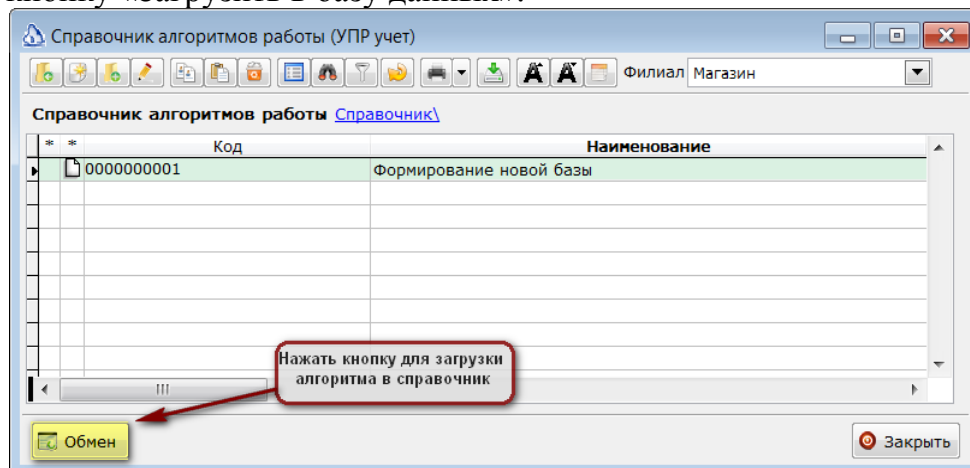 кнопку «Загрузить в базу данных».
Справочник алгоритмов работы (УПР учет)
Филиал Магазин
Справочник алгоритмов работы Справочник\
* * Код Наименование
0000000001 Формирование новой базы
Нажать кнопку для загрузки
алгоритма в справочник
Обмен Закрыть